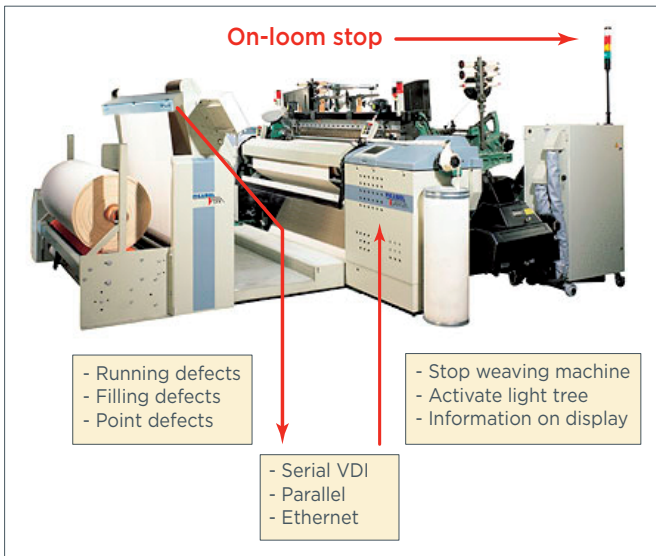 On-loom stop
- Running defects
- Filling defects
- Point defects
- Stop weaving machine
- Activate light tree
- Information on display
- Serial VDI
- Parallel
- Ethernet